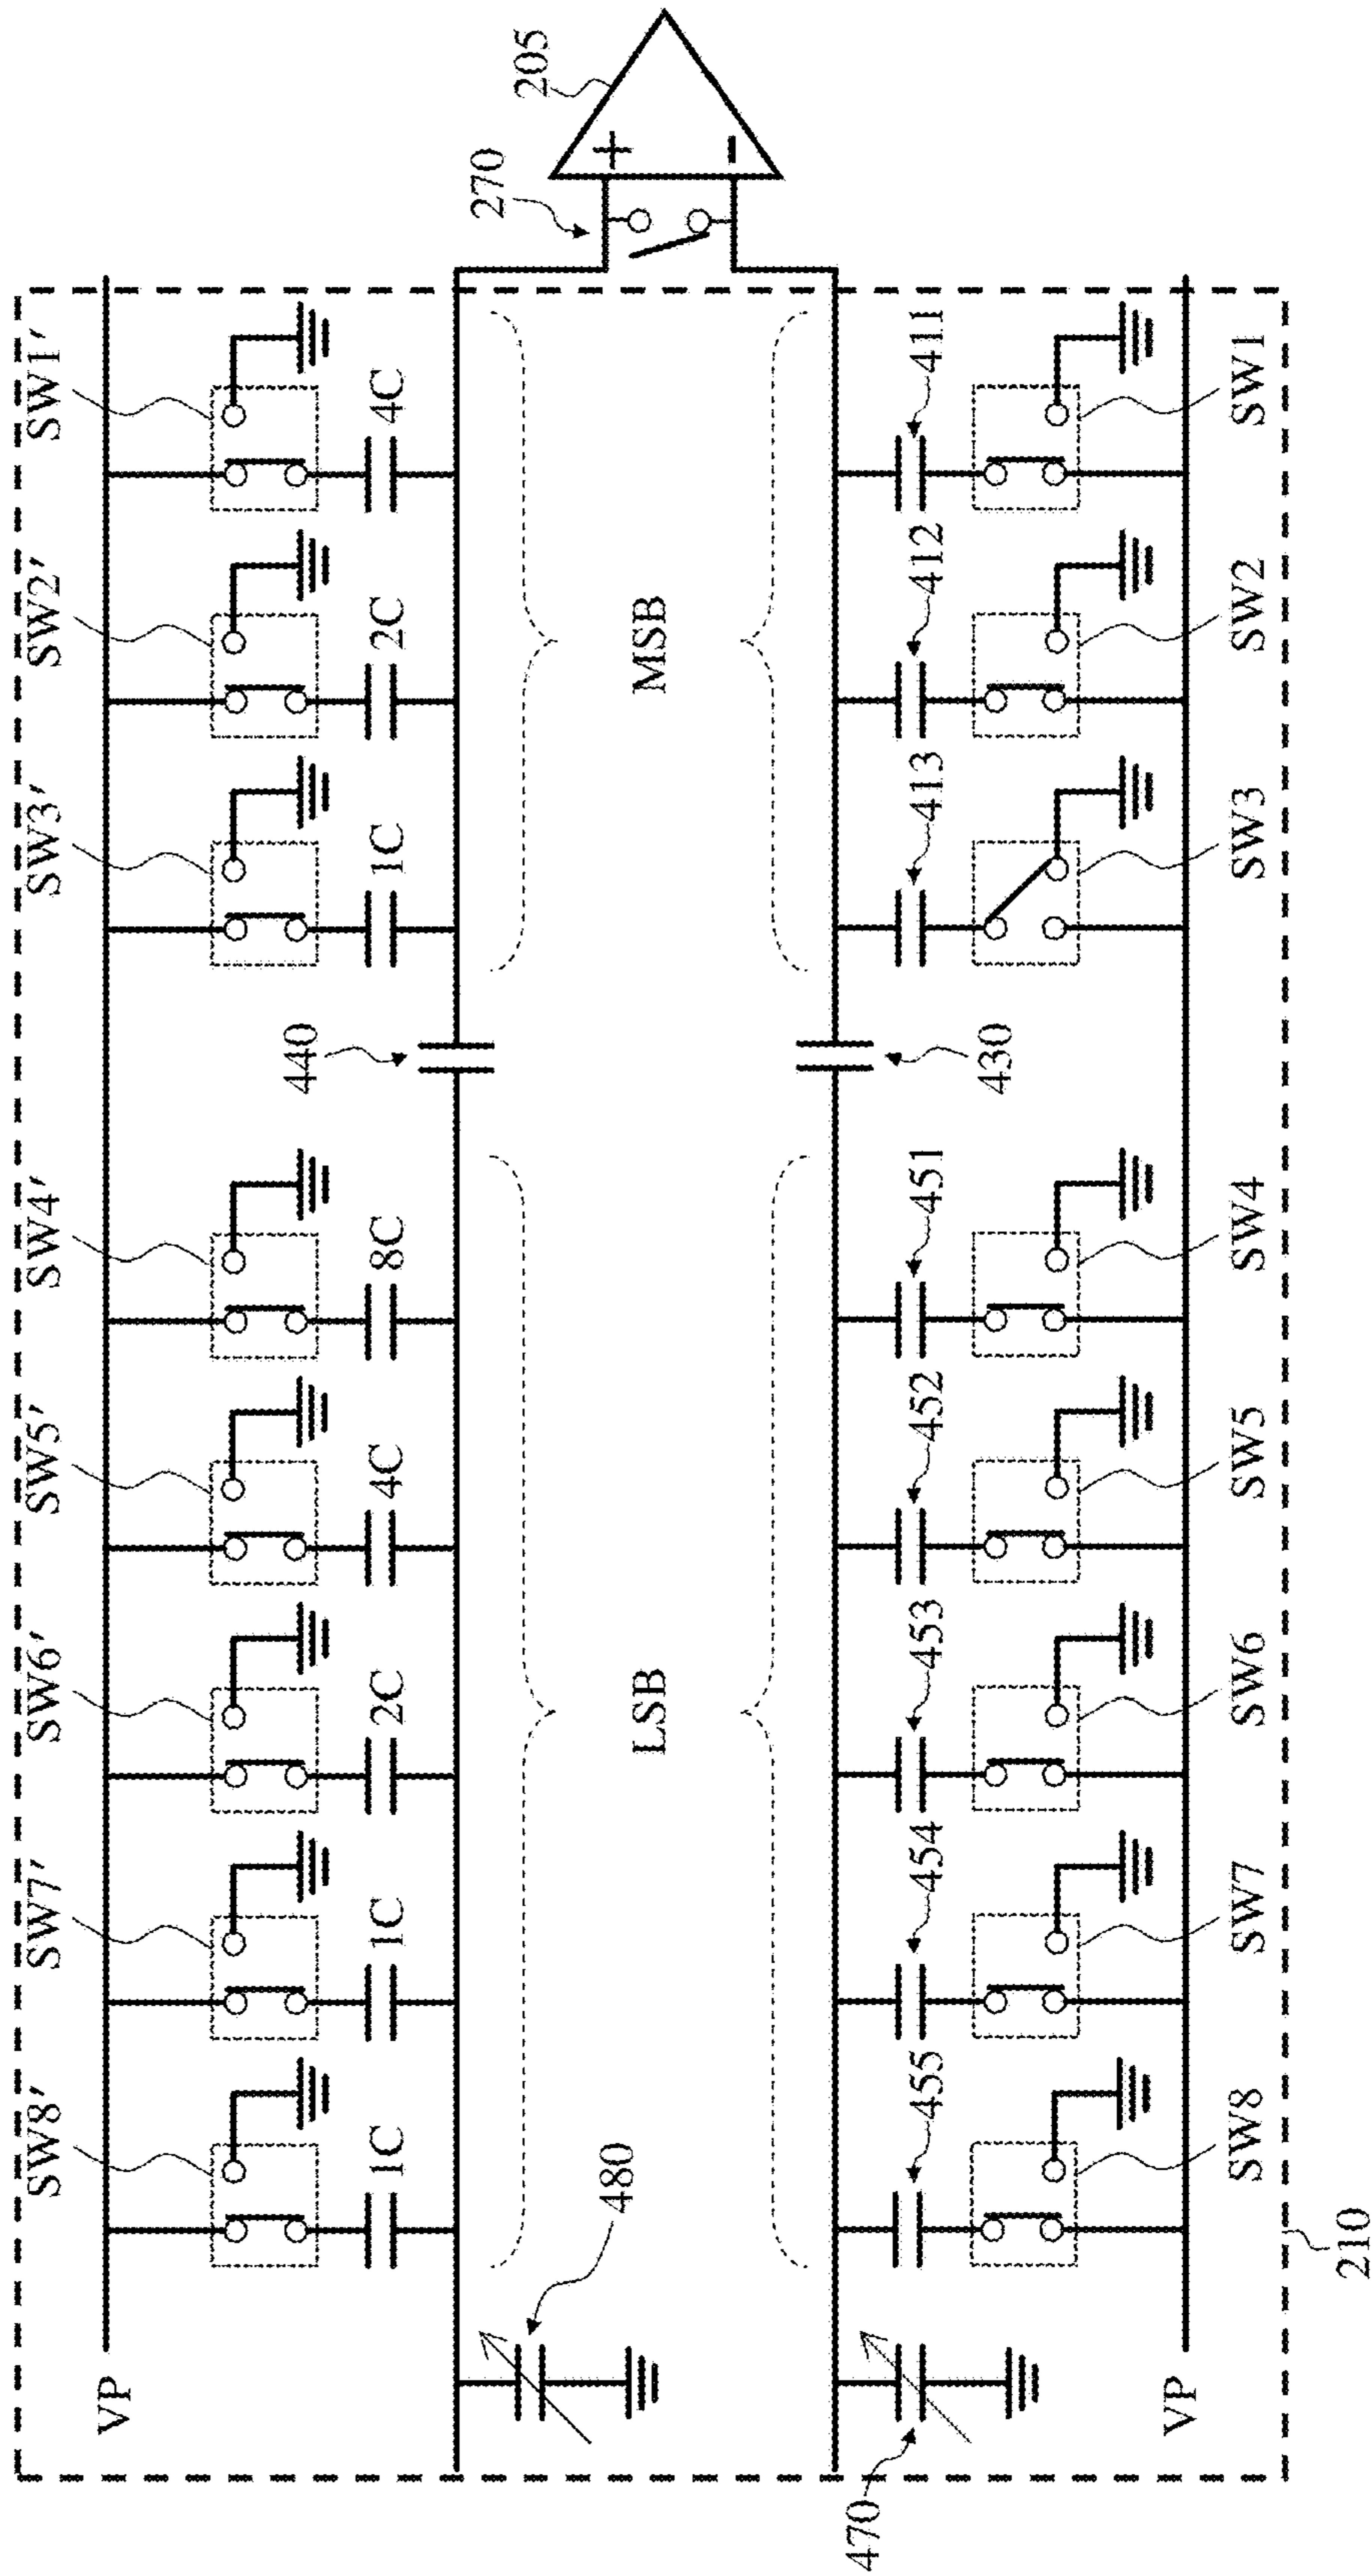 SW8′
SW7′
SW6′
SW5′
SW4′
SW3′
SW2′
SW1′
VP
440
1C
1C
2C
4C
8C
1C
2C
4C
270
205
+
480
LSB
MSB
−
470
455
454
453
452
451
413
412
411
430
VP
SW8
SW7
SW6
SW5
SW4
SW3
SW2
SW1
210